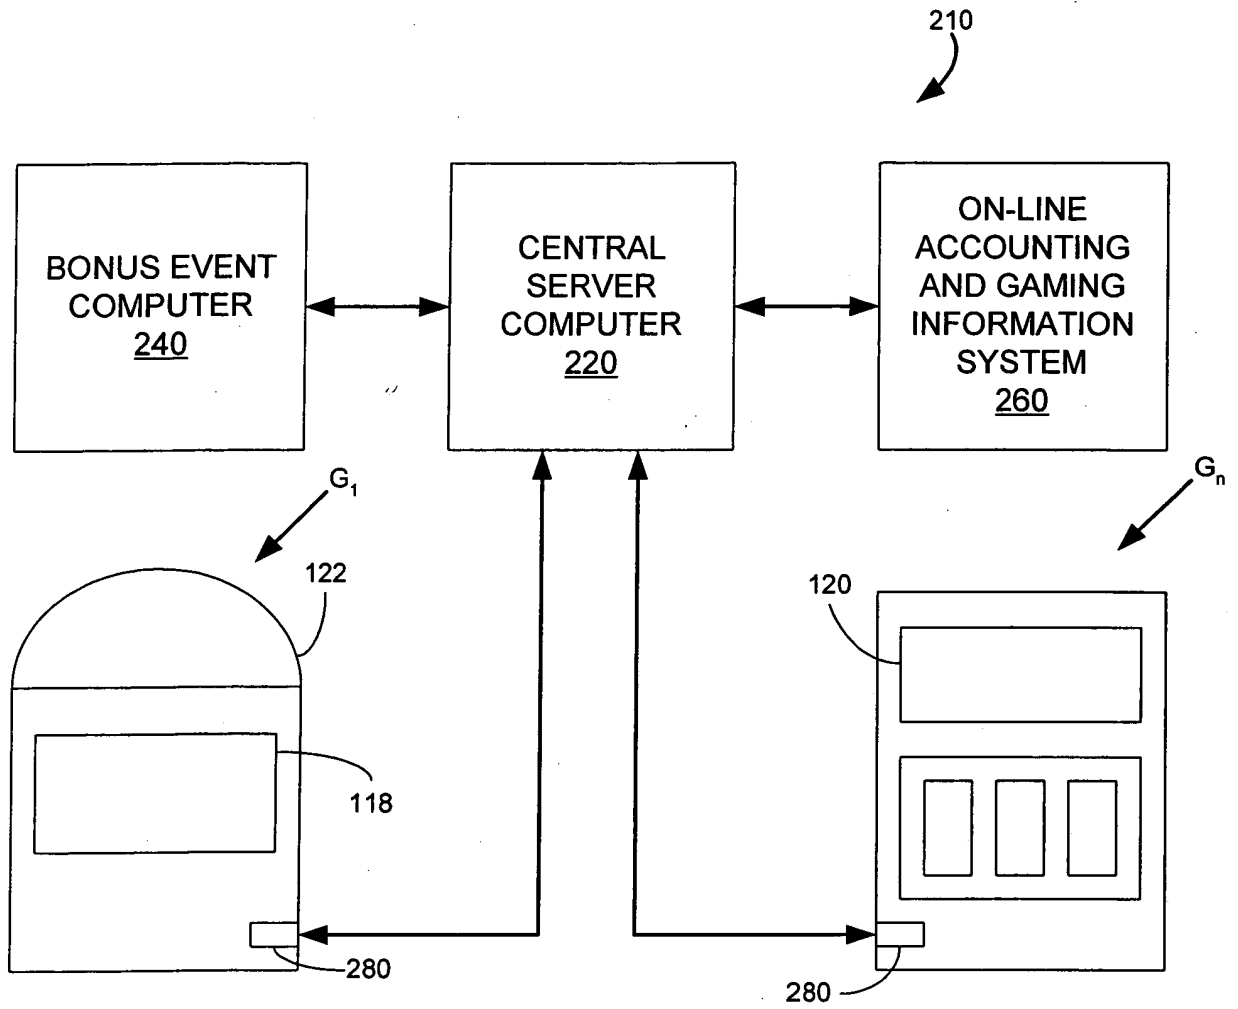 210
BONUS EVENT
COMPUTER
240
CENTRAL
SERVER
COMPUTER
220
ON-LINE
ACCOUNTING
AND GAMING
INFORMATION
SYSTEM
260
G1
Gn
122
120
118
280
280